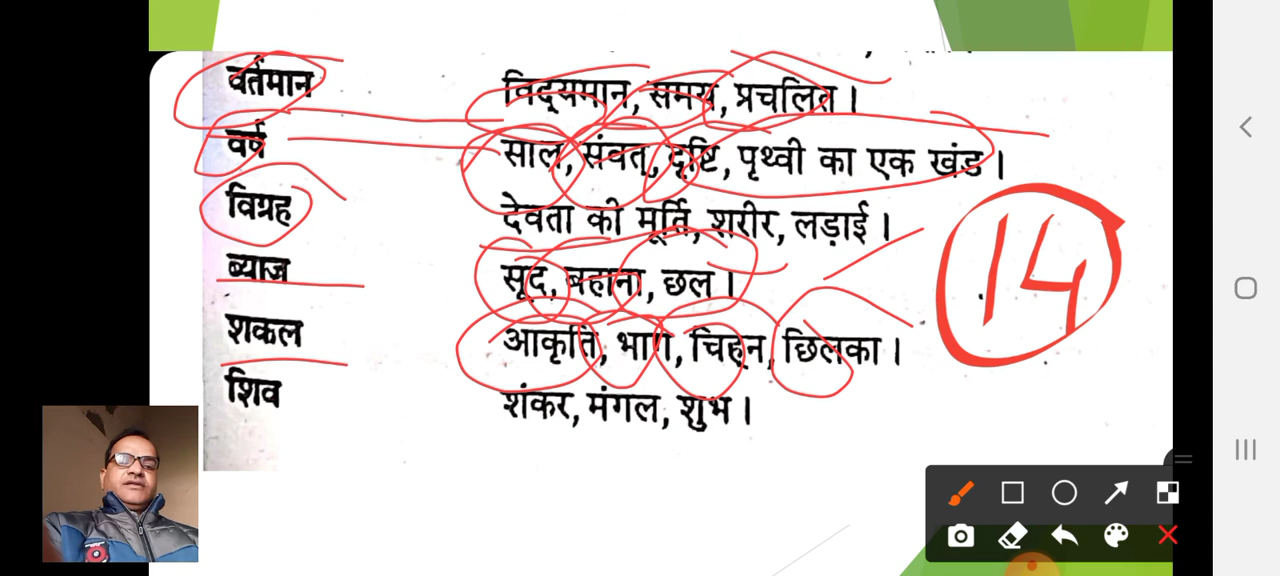 वर्तमान विद्यमान, समय, प्रचलित।
वर्ष साल, संवत्, दृष्टि, पृथ्वी का एक खंड।
विग्रह देवता की मूर्ति, शरीर, लड़ाई।
ब्याज सूद, बहाना, छल।
शकल आकृति, भाग, चिह्न, छिलका।
शिव शंकर, मंगल, शुभ।
14